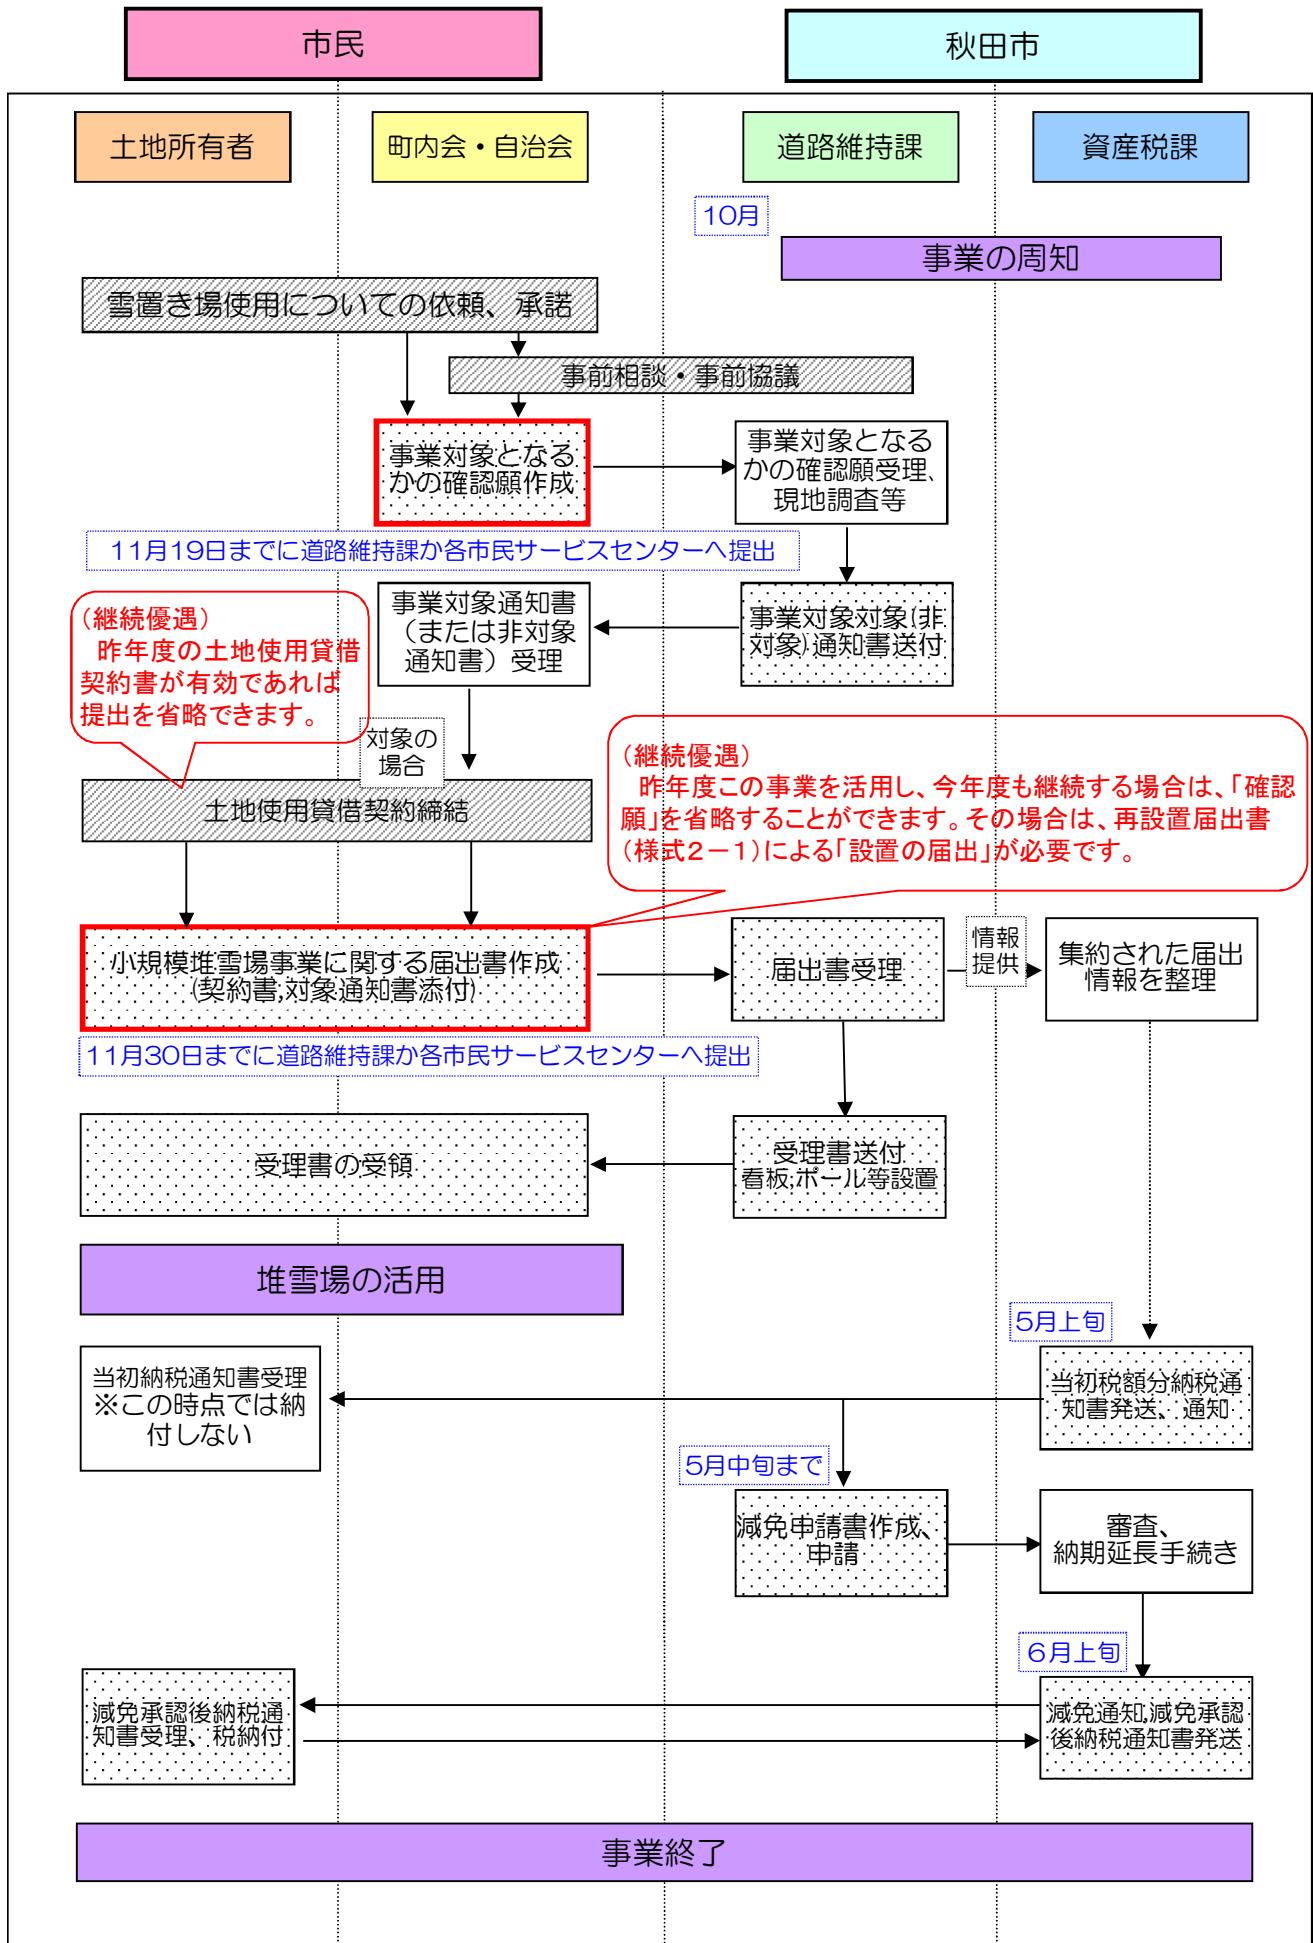 市民
秋田市
土地所有者
町内会・自治会
道路維持課
資産税課
10月
事業の周知
雪置き場使用についての依頼、承諾
事前相談・事前協議
事業対象となる
かの確認願作成
事業対象となる
かの確認願受理、
現地調査等
11月19日までに道路維持課か各市民サービスセンターへ提出
事業対象通知書
（または非対象
通知書）受理
事業対象対象(非
対象)通知書送付
（継続優遇）
昨年度の土地使用貸借
契約書が有効であれば
提出を省略できます。
対象の
場合
（継続優遇）
昨年度この事業を活用し、今年度も継続する場合は、「確認
願」を省略することができます。その場合は、再設置届出書
（様式２－１）による「設置の届出」が必要です。
土地使用貸借契約締結
小規模堆雪場事業に関する届出書作成
(契約書,対象通知書添付)
届出書受理
情報
提供
集約された届出
情報を整理
11月30日までに道路維持課か各市民サービスセンターへ提出
受理書の受領
受理書送付
看板,ポール等設置
堆雪場の活用
5月上旬
当初納税通知書受理
※この時点では納
付しない
当初税額分納税通
知書発送、通知
5月中旬まで
減免申請書作成、
申請
審査、
納期延長手続き
６月上旬
減免承認後納税通
知書受理、税納付
減免通知,減免承認
後納税通知書発送
事業終了